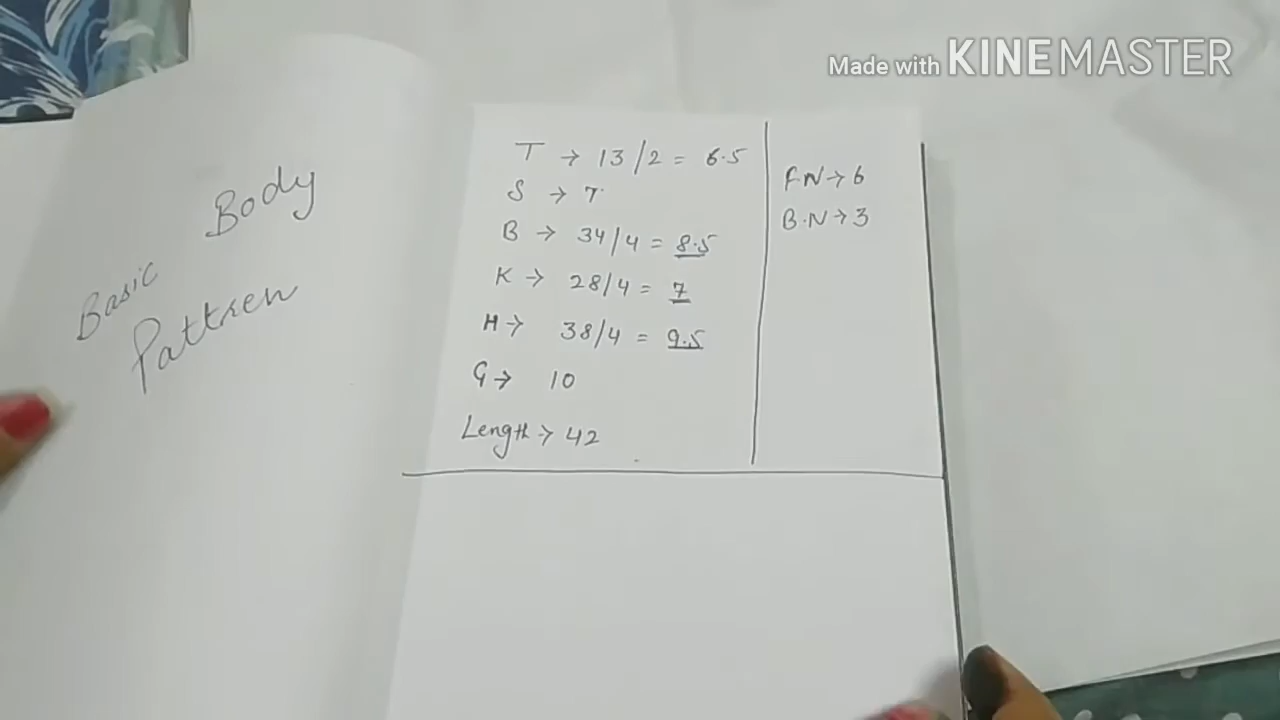 Made with KINEMASTER
Basic Body
Pattren
T → 13/2 = 6.5
S → 7
B → 34/4 = 8.5
K → 28/4 = 7
H → 38/4 = 9.5
G → 10
Length → 42
F.N → 6
B.N → 3